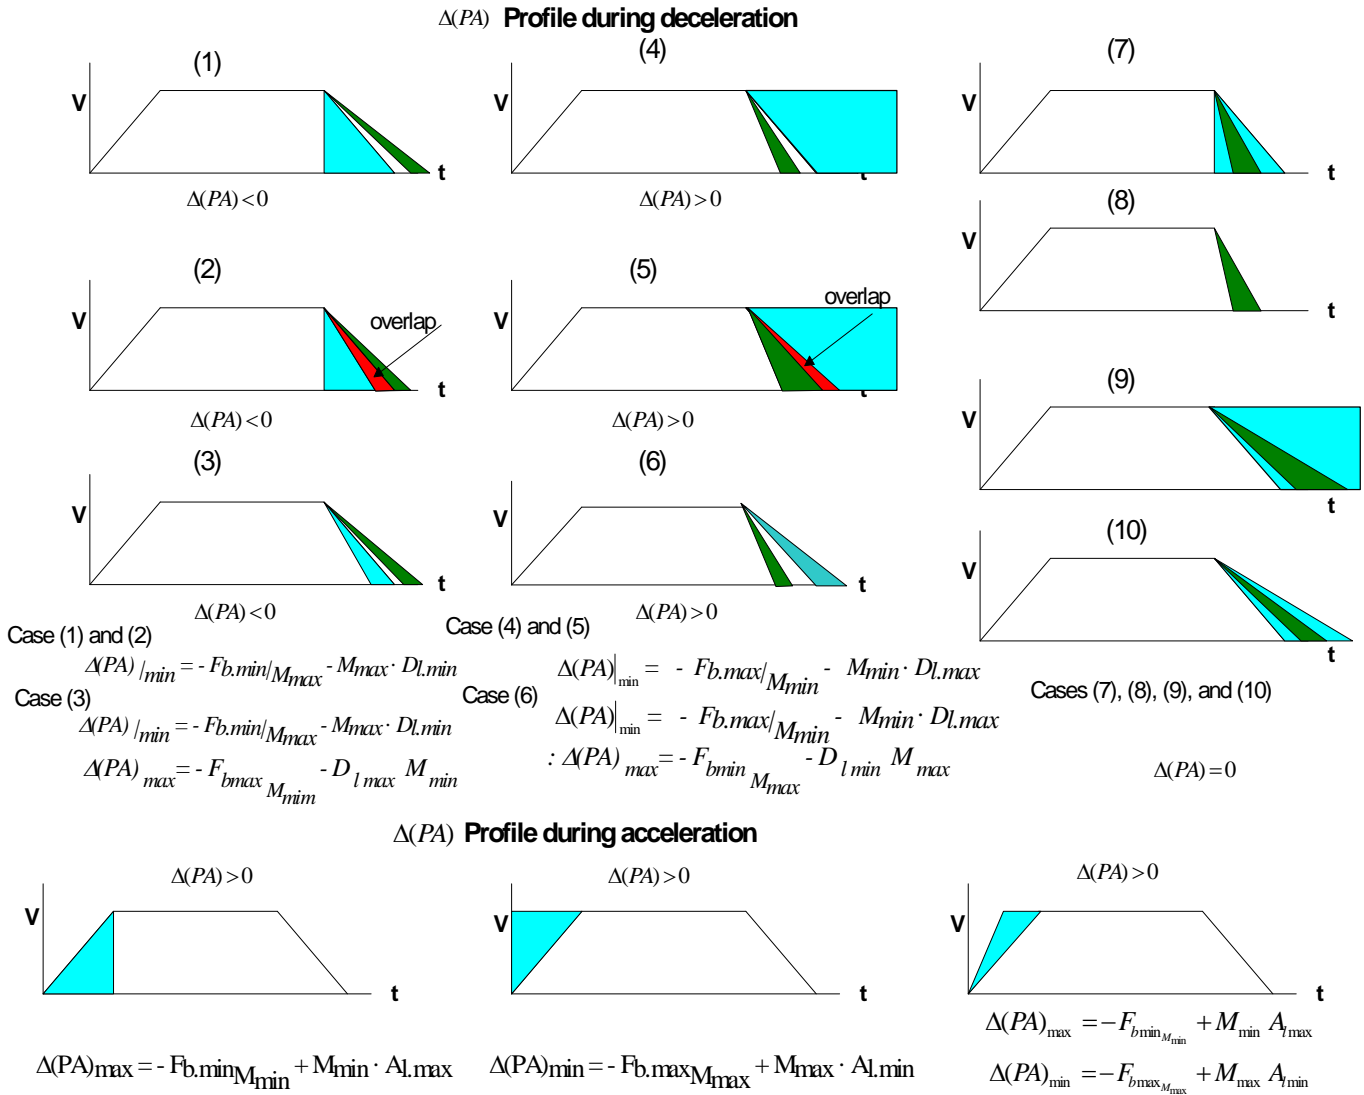 Δ(PA) Profile during deceleration
(1)
V
t
Δ(PA)<0
(2)
V
overlap
t
Δ(PA)<0
(3)
V
t
Δ(PA)<0
(4)
V
t
Δ(PA)>0
(5)
V
overlap
t
Δ(PA)>0
(6)
V
t
Δ(PA)>0
(7)
V
t
(8)
V
t
(9)
V
t
(10)
V
t
Case (1) and (2)
Δ(PA) /min = - Fb.min/Mmax - Mmax · Dl.min
Case (3)
Δ(PA) /min = - Fb.min/Mmax - Mmax · Dl.min
Δ(PA) max = - Fbmax Mmim - D l max M min
Case (4) and (5)
Δ(PA)|min = - Fb.max/Mmin - Mmin · Dl.max
Case (6)
Δ(PA)|min = - Fb.max/Mmin - Mmin · Dl.max
: Δ(PA) max = - Fbmin Mmax - D l min M max
Cases (7), (8), (9), and (10)
Δ(PA) = 0
Δ(PA) Profile during acceleration
Δ(PA)>0
V
t
Δ(PA)max = - Fb.minMmin + Mmin · Al.max
Δ(PA)>0
V
t
Δ(PA)min = - Fb.maxMmax + Mmax · Al.min
Δ(PA)>0
V
t
Δ(PA)max = −FbminMmin + Mmin Almax
Δ(PA)min = −FbmaxMmax + Mmax Almin